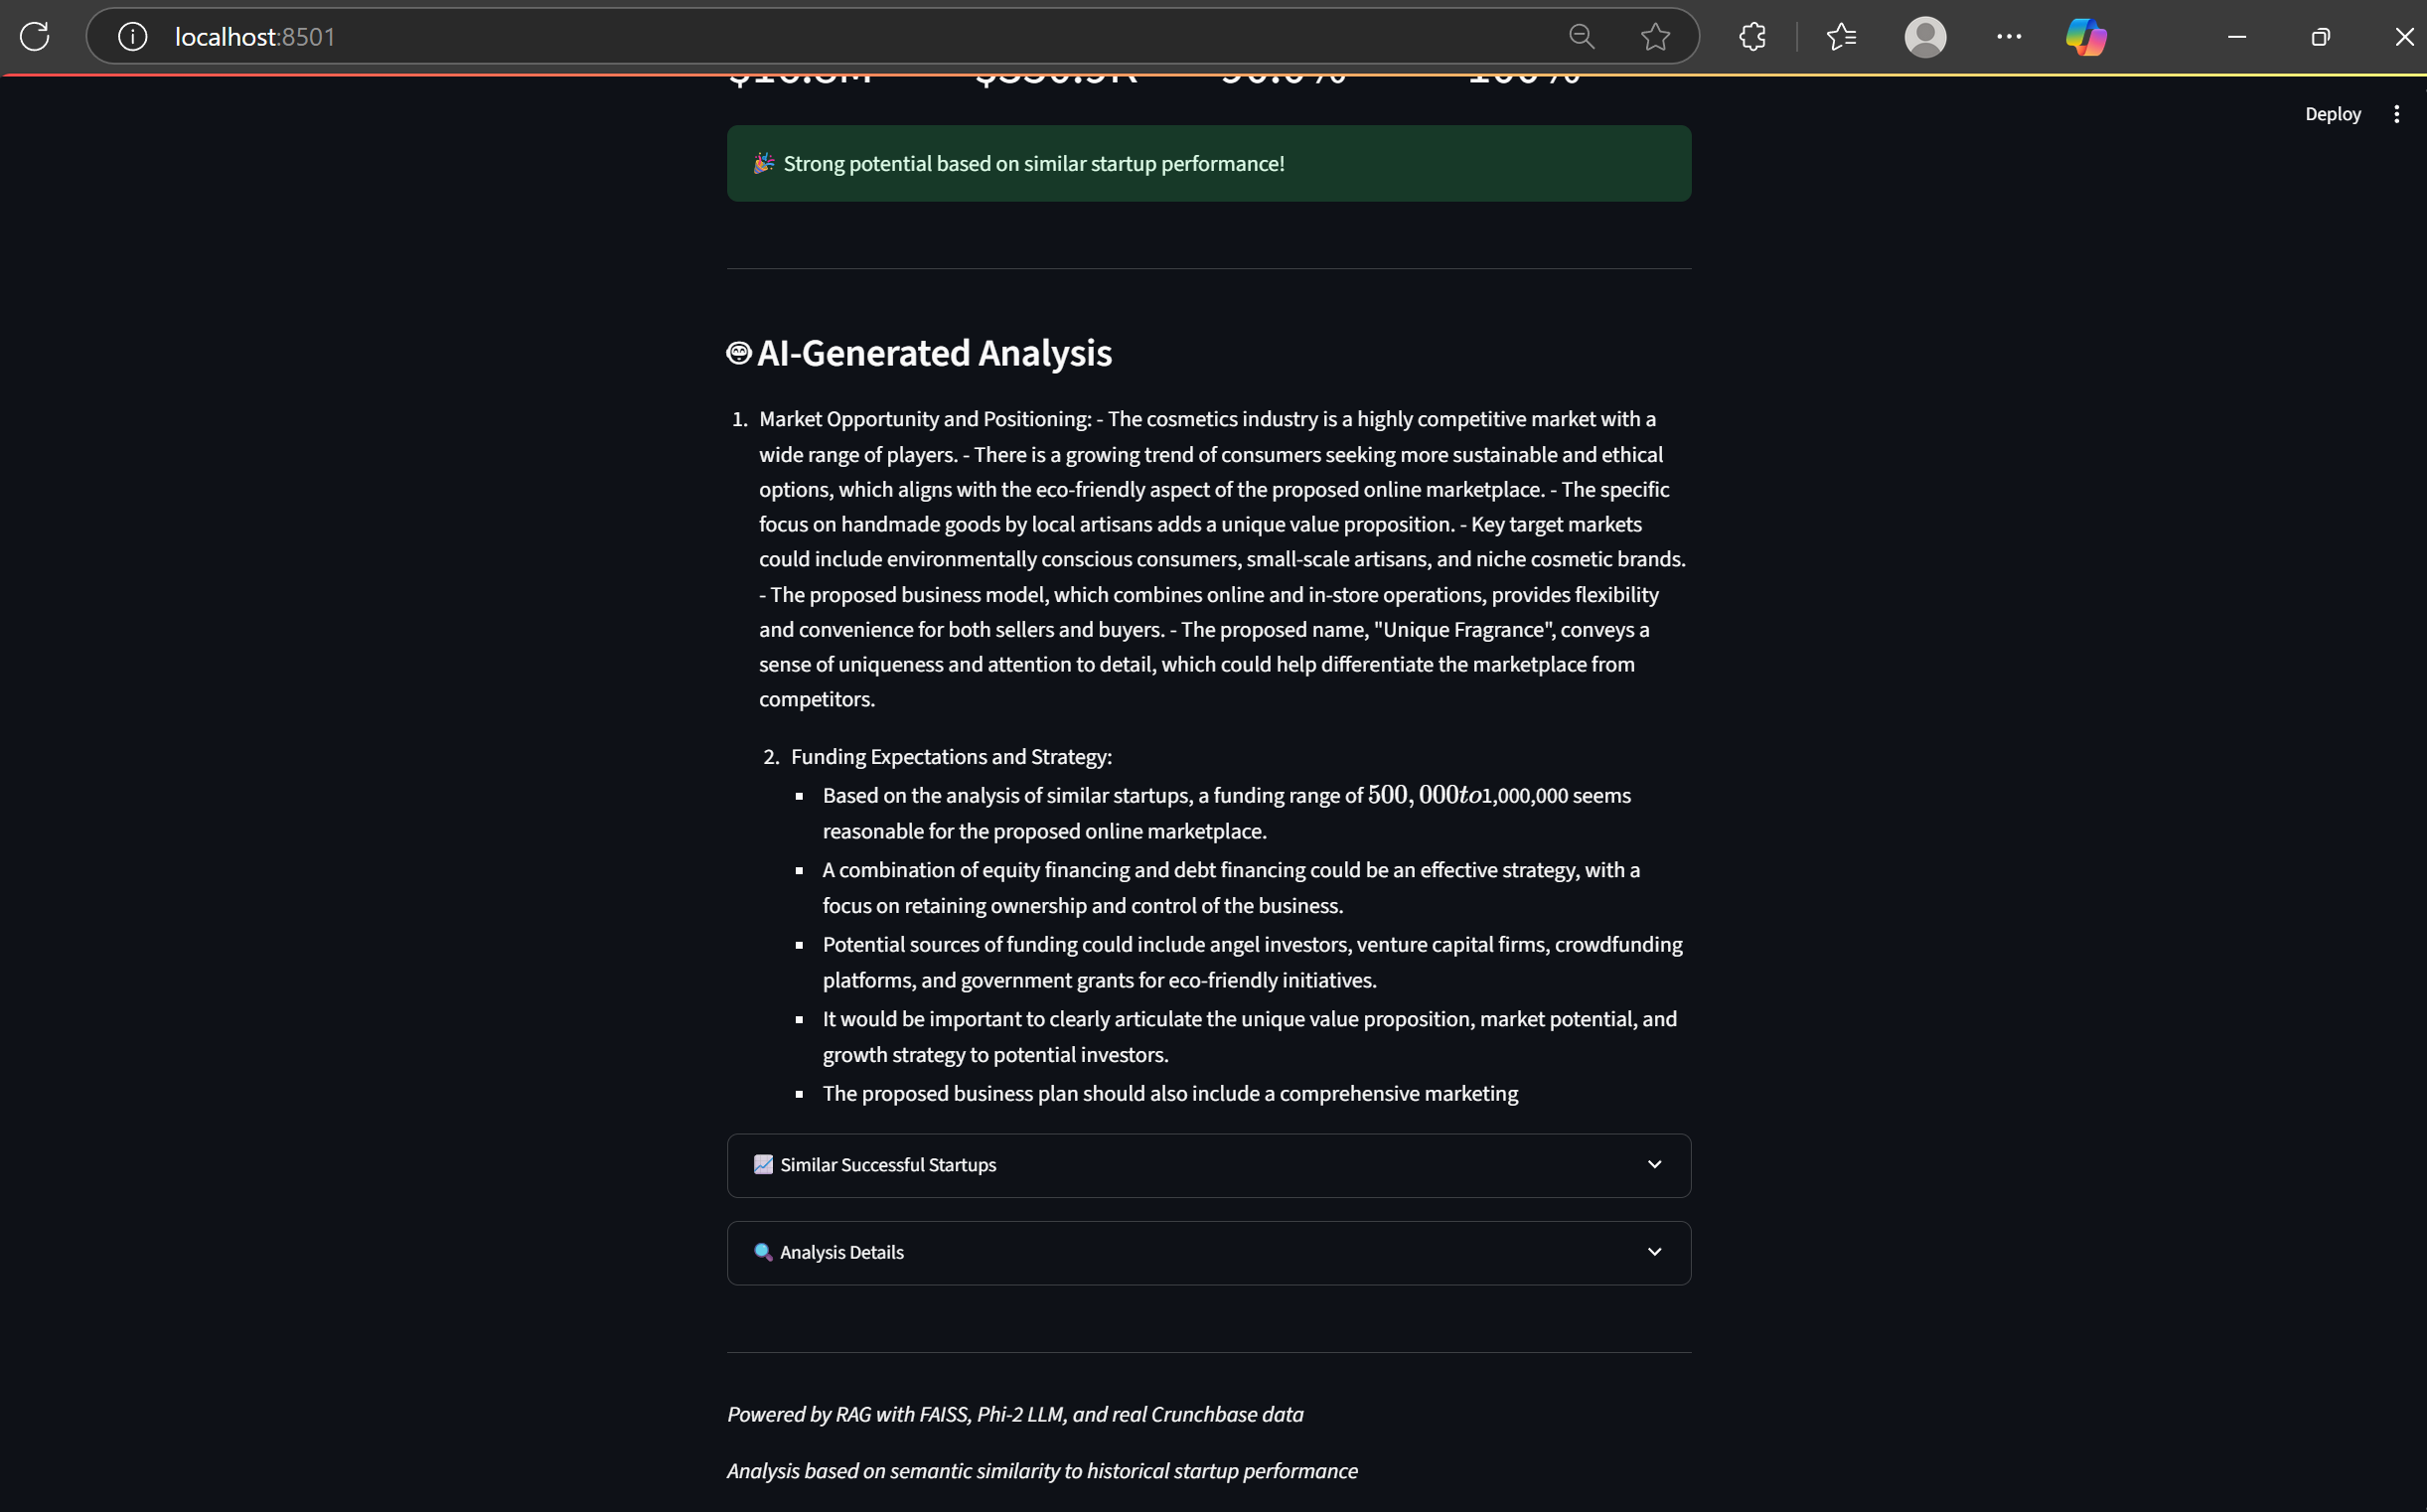 localhost:8501
Deploy
🎉 Strong potential based on similar startup performance!
AI-Generated Analysis
1. Market Opportunity and Positioning: - The cosmetics industry is a highly competitive market with a
wide range of players. - There is a growing trend of consumers seeking more sustainable and ethical
options, which aligns with the eco-friendly aspect of the proposed online marketplace. - The specific
focus on handmade goods by local artisans adds a unique value proposition. - Key target markets
could include environmentally conscious consumers, small-scale artisans, and niche cosmetic brands.
- The proposed business model, which combines online and in-store operations, provides flexibility
and convenience for both sellers and buyers. - The proposed name, "Unique Fragrance", conveys a
sense of uniqueness and attention to detail, which could help differentiate the marketplace from
competitors.
2. Funding Expectations and Strategy:
▪ Based on the analysis of similar startups, a funding range of 500,000to1,000,000 seems
reasonable for the proposed online marketplace.
▪ A combination of equity financing and debt financing could be an effective strategy, with a
focus on retaining ownership and control of the business.
▪ Potential sources of funding could include angel investors, venture capital firms, crowdfunding
platforms, and government grants for eco-friendly initiatives.
▪ It would be important to clearly articulate the unique value proposition, market potential, and
growth strategy to potential investors.
▪ The proposed business plan should also include a comprehensive marketing
📈 Similar Successful Startups
🔍 Analysis Details
Powered by RAG with FAISS, Phi-2 LLM, and real Crunchbase data
Analysis based on semantic similarity to historical startup performance